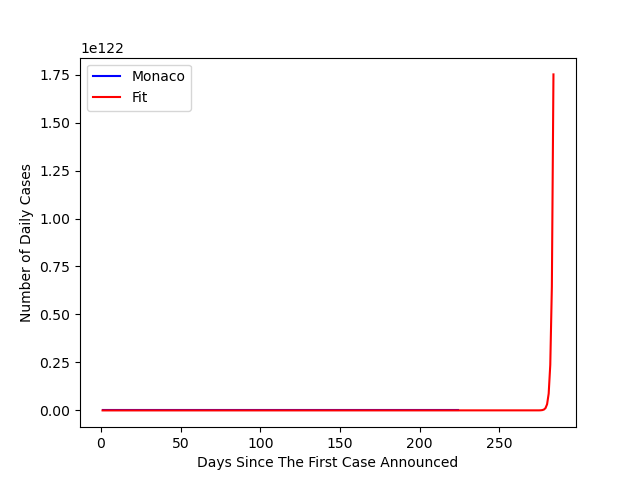 1e122
1.75
1.50
1.25
1.00
0.75
0.50
0.25
0.00
Number of Daily Cases
Monaco
Fit
0 50 100 150 200 250
Days Since The First Case Announced